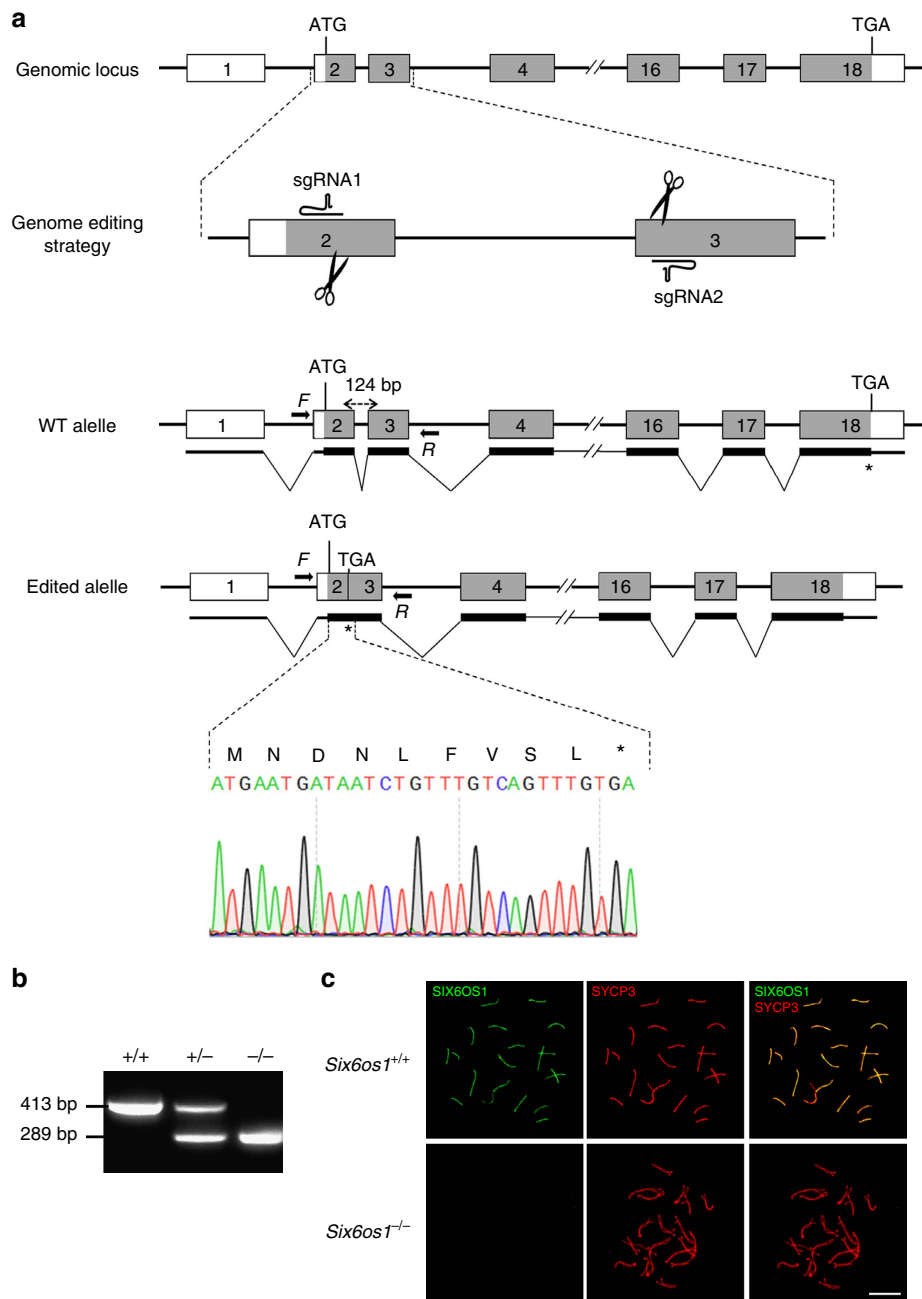 a
ATG
TGA
Genomic locus
1
2
3
4
16
17
18
sgRNA1
Genome editing
strategy
2
3
sgRNA2
ATG
124 bp
TGA
F
WT alelle
1
2
3
4
16
17
18
R
*
ATG
F
TGA
Edited alelle
1
2
3
4
16
17
18
R
*
M N D N L F V S L *
ATGAATGATAATCTGTTTGTCAGTTTGTGA
b
+/+ +/− −/−
413 bp
289 bp
c
SIX6OS1
SYCP3
SIX6OS1
SYCP3
Six6os1+/+
Six6os1−/−